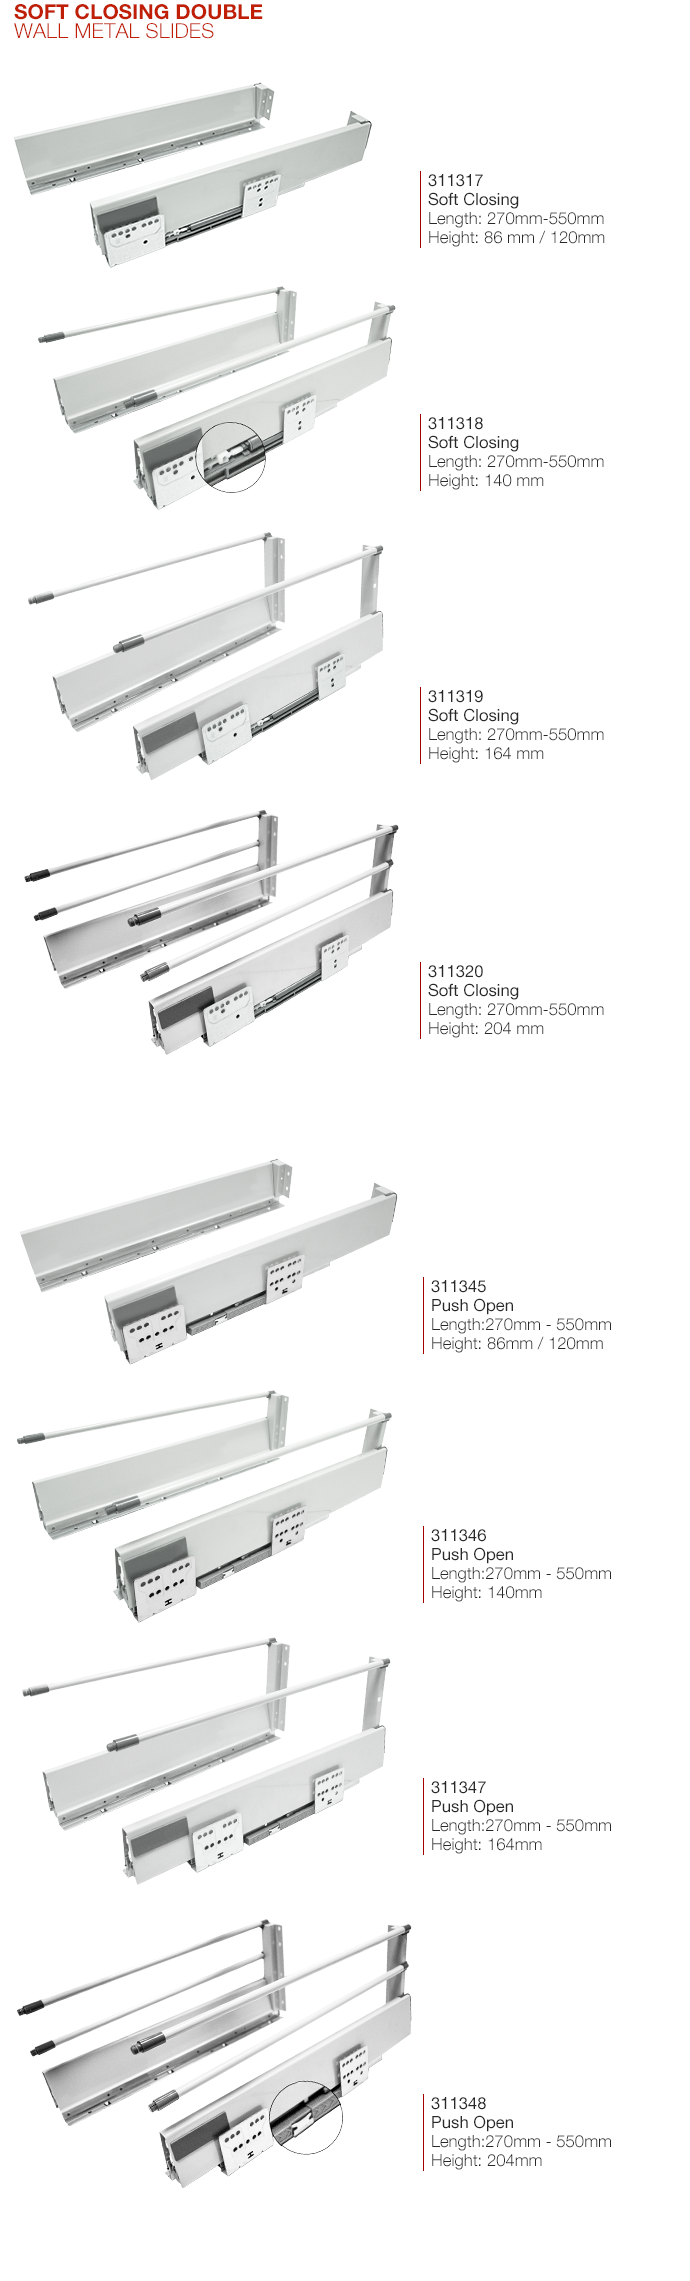 SOFT CLOSING DOUBLE
WALL METAL SLIDES
311317
Soft Closing
Length: 270mm-550mm
Height: 86 mm / 120mm
311318
Soft Closing
Length: 270mm-550mm
Height: 140 mm
311319
Soft Closing
Length: 270mm-550mm
Height: 164 mm
311320
Soft Closing
Length: 270mm-550mm
Height: 204 mm
311345
Push Open
Length:270mm - 550mm
Height: 86mm / 120mm
311346
Push Open
Length:270mm - 550mm
Height: 140mm
311347
Push Open
Length:270mm - 550mm
Height: 164mm
311348
Push Open
Length:270mm - 550mm
Height: 204mm